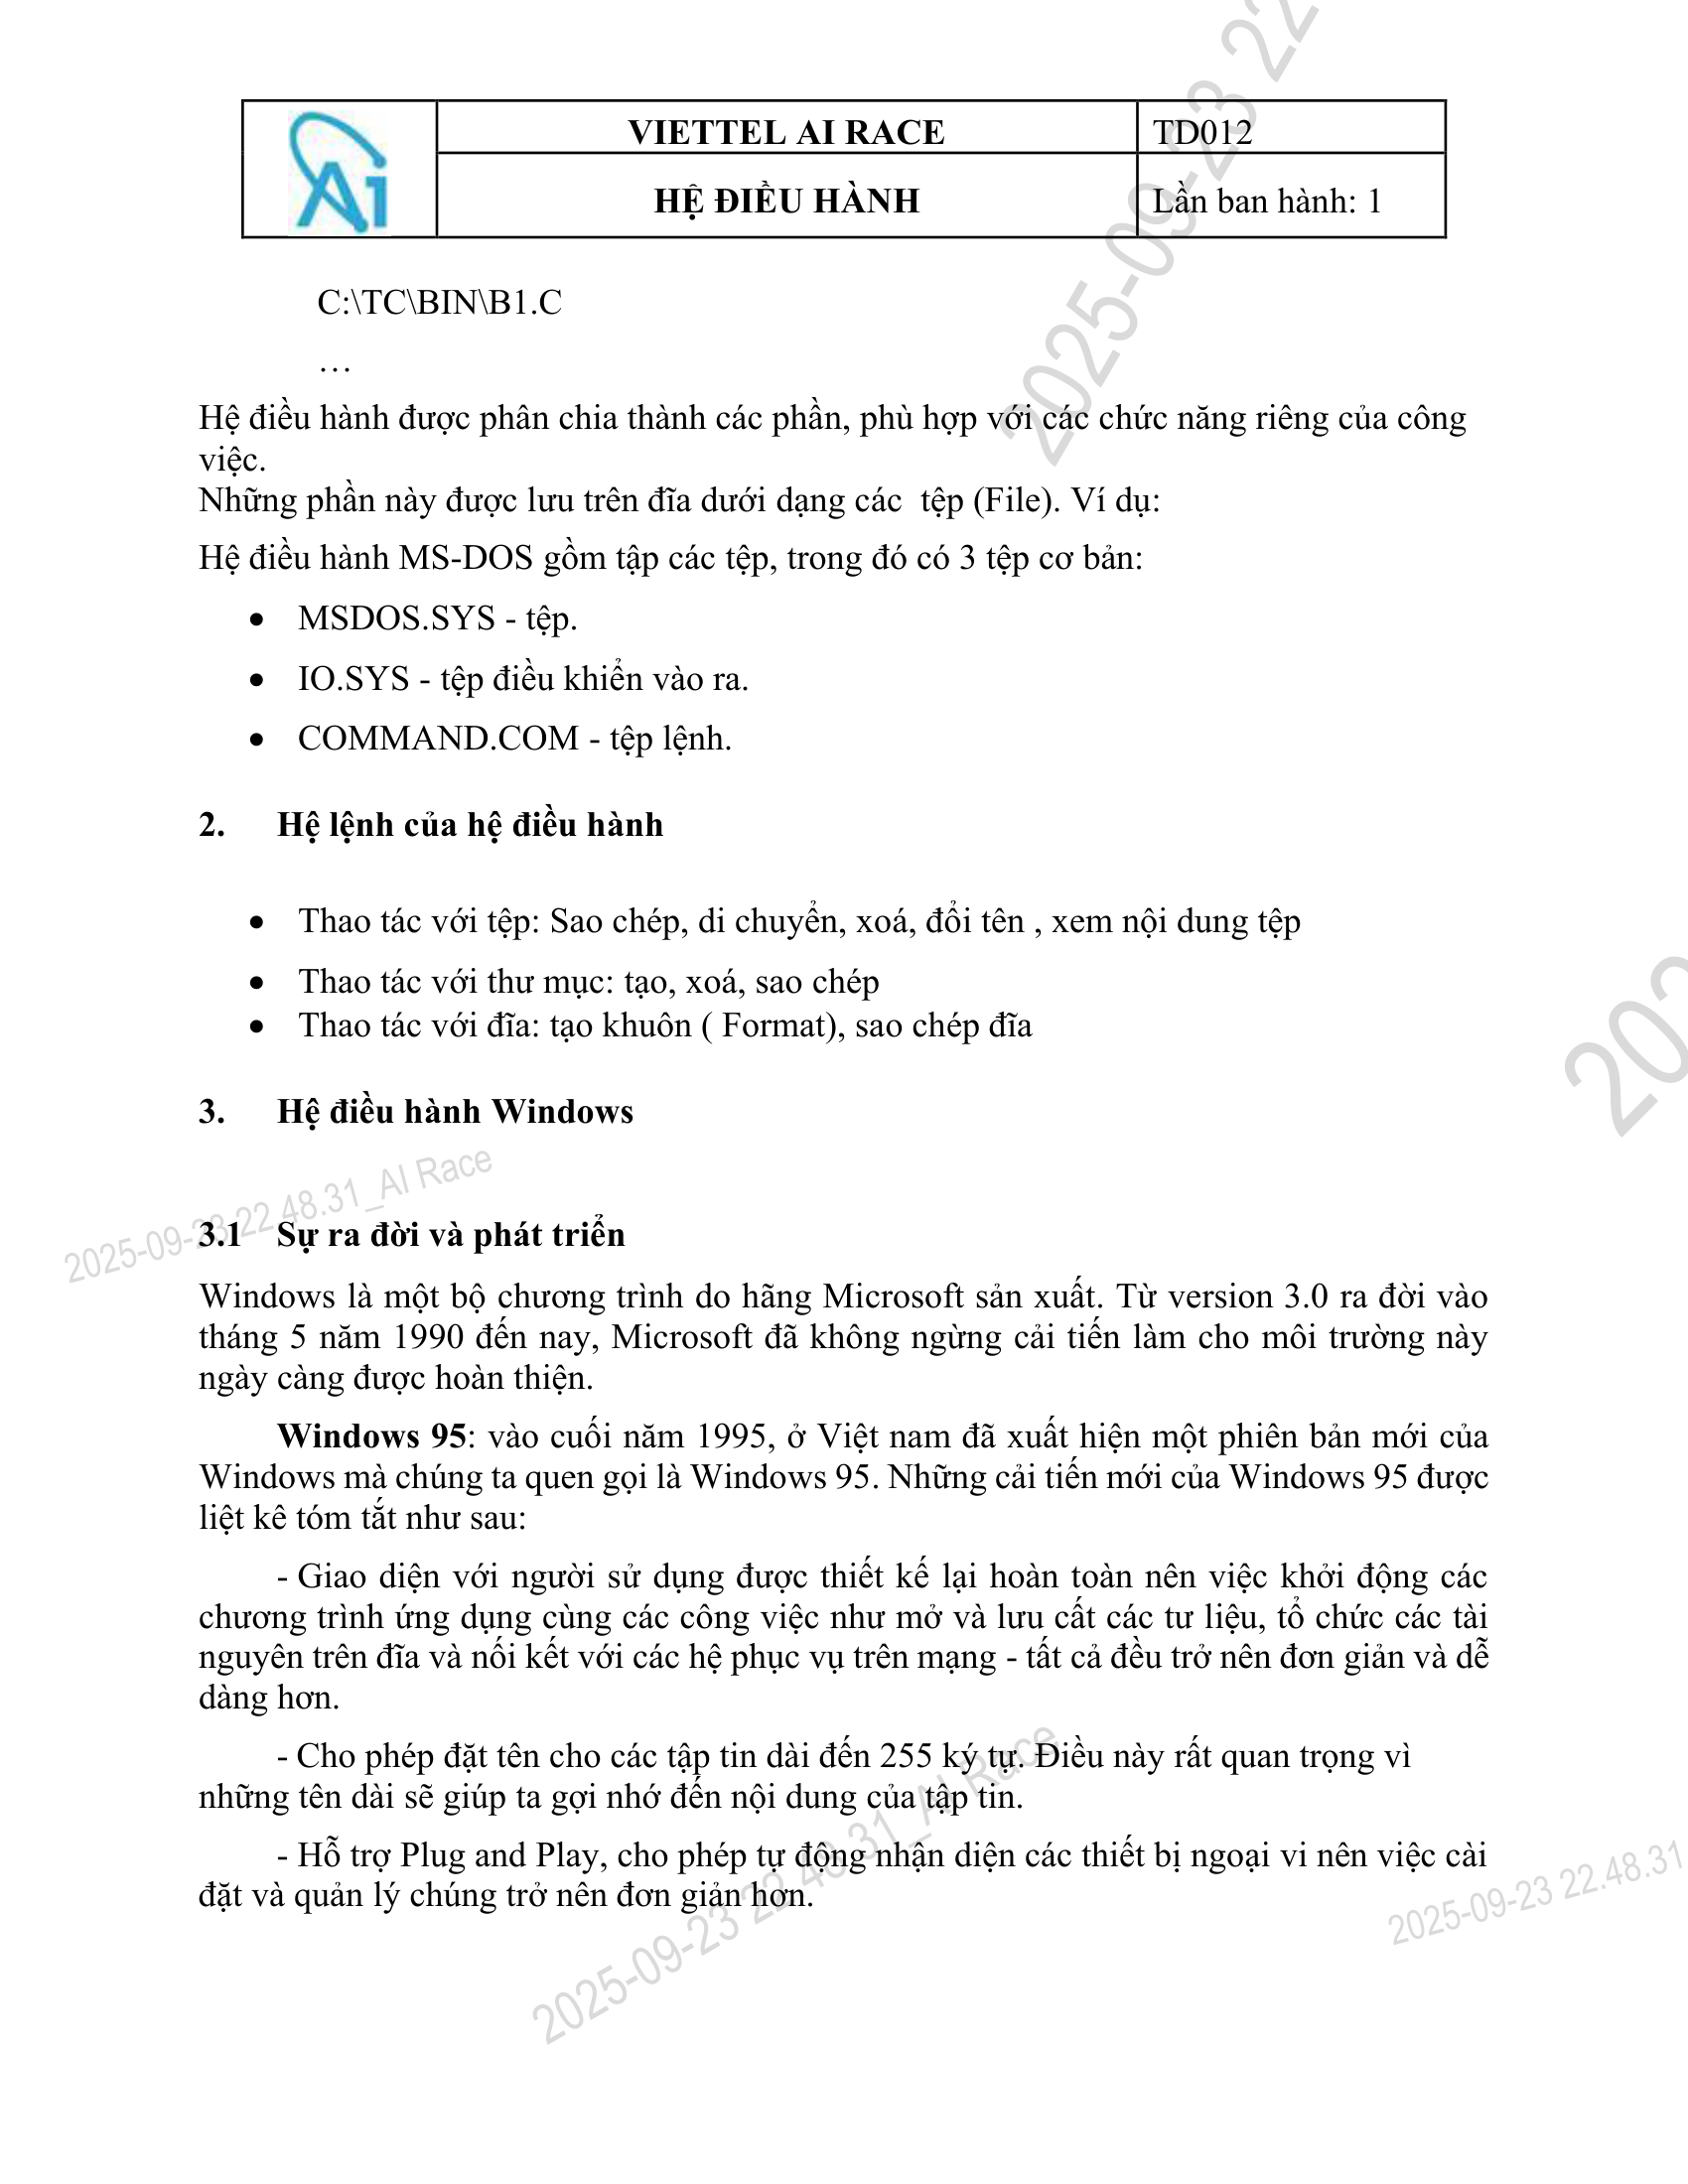 VIETTEL AI RACE
TD012
HỆ ĐIỀU HÀNH
Lần ban hành: 1
C:\TC\BIN\B1.C
…
Hệ điều hành được phân chia thành các phần, phù hợp với các chức năng riêng của công
việc.
Những phần này được lưu trên đĩa dưới dạng các  tệp (File). Ví dụ:
Hệ điều hành MS-DOS gồm tập các tệp, trong đó có 3 tệp cơ bản:
• MSDOS.SYS - tệp.
• IO.SYS - tệp điều khiển vào ra.
• COMMAND.COM - tệp lệnh.
2. Hệ lệnh của hệ điều hành
• Thao tác với tệp: Sao chép, di chuyển, xoá, đổi tên , xem nội dung tệp
• Thao tác với thư mục: tạo, xoá, sao chép
• Thao tác với đĩa: tạo khuôn ( Format), sao chép đĩa
3. Hệ điều hành Windows
3.1 Sự ra đời và phát triển
Windows là một bộ chương trình do hãng Microsoft sản xuất. Từ version 3.0 ra đời vào
tháng 5 năm 1990 đến nay, Microsoft đã không ngừng cải tiến làm cho môi trường này
ngày càng được hoàn thiện.
Windows 95: vào cuối năm 1995, ở Việt nam đã xuất hiện một phiên bản mới của
Windows mà chúng ta quen gọi là Windows 95. Những cải tiến mới của Windows 95 được
liệt kê tóm tắt như sau:
- Giao diện với người sử dụng được thiết kế lại hoàn toàn nên việc khởi động các
chương trình ứng dụng cùng các công việc như mở và lưu cất các tư liệu, tổ chức các tài
nguyên trên đĩa và nối kết với các hệ phục vụ trên mạng - tất cả đều trở nên đơn giản và dễ
dàng hơn.
- Cho phép đặt tên cho các tập tin dài đến 255 ký tự. Điều này rất quan trọng vì
những tên dài sẽ giúp ta gợi nhớ đến nội dung của tập tin.
- Hỗ trợ Plug and Play, cho phép tự động nhận diện các thiết bị ngoại vi nên việc cài
đặt và quản lý chúng trở nên đơn giản hơn.
2025-09-23 22
202
2025-09-23 22.48.31_AI Race
2025-09-23 22.48.31_AI Race
2025-09-23 22.48.31